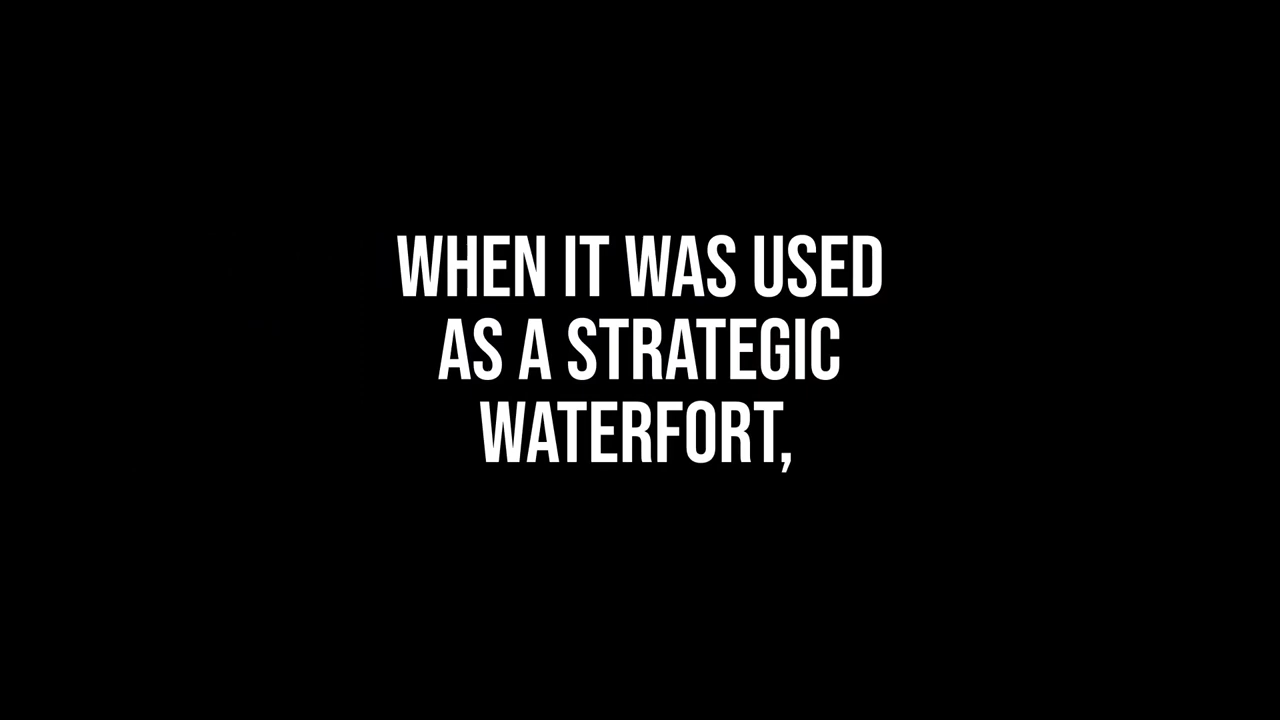 WHEN IT WAS USED
AS A STRATEGIC
WATERFORT,